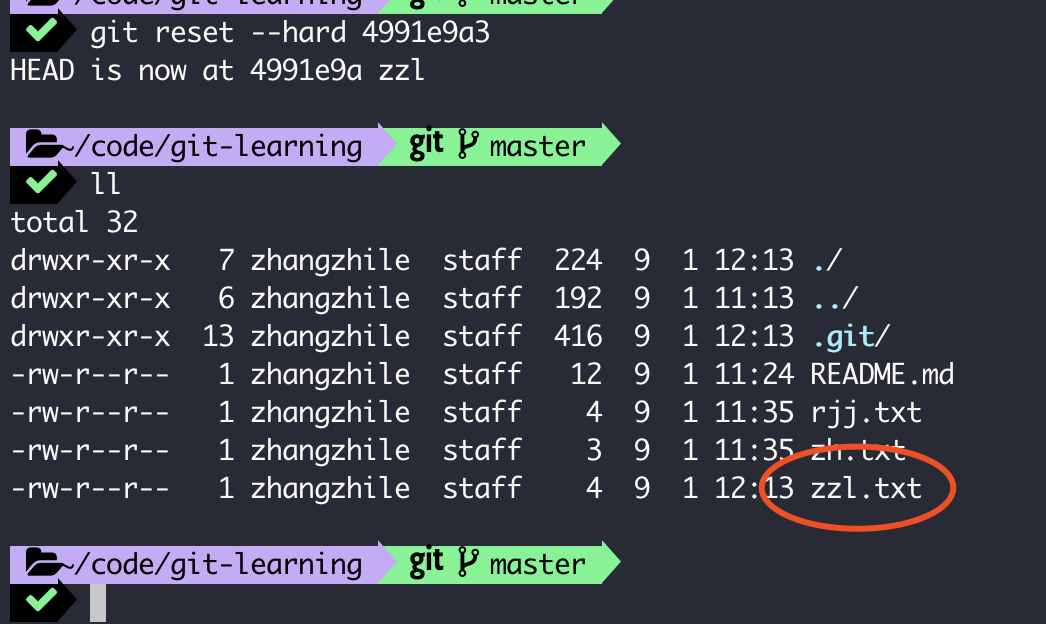 ~/code/git-learning git master
git reset --hard 4991e9a3
HEAD is now at 4991e9a zzl
~/code/git-learning git master
ll
total 32
drwxr-xr-x 7 zhangzhile staff 224 9 1 12:13 ./
drwxr-xr-x 6 zhangzhile staff 192 9 1 11:13 ../
drwxr-xr-x 13 zhangzhile staff 416 9 1 12:13 .git/
-rw-r--r-- 1 zhangzhile staff 12 9 1 11:24 README.md
-rw-r--r-- 1 zhangzhile staff 4 9 1 11:35 rjj.txt
-rw-r--r-- 1 zhangzhile staff 3 9 1 11:35 zh.txt
-rw-r--r-- 1 zhangzhile staff 4 9 1 12:13 zzl.txt
~/code/git-learning git master